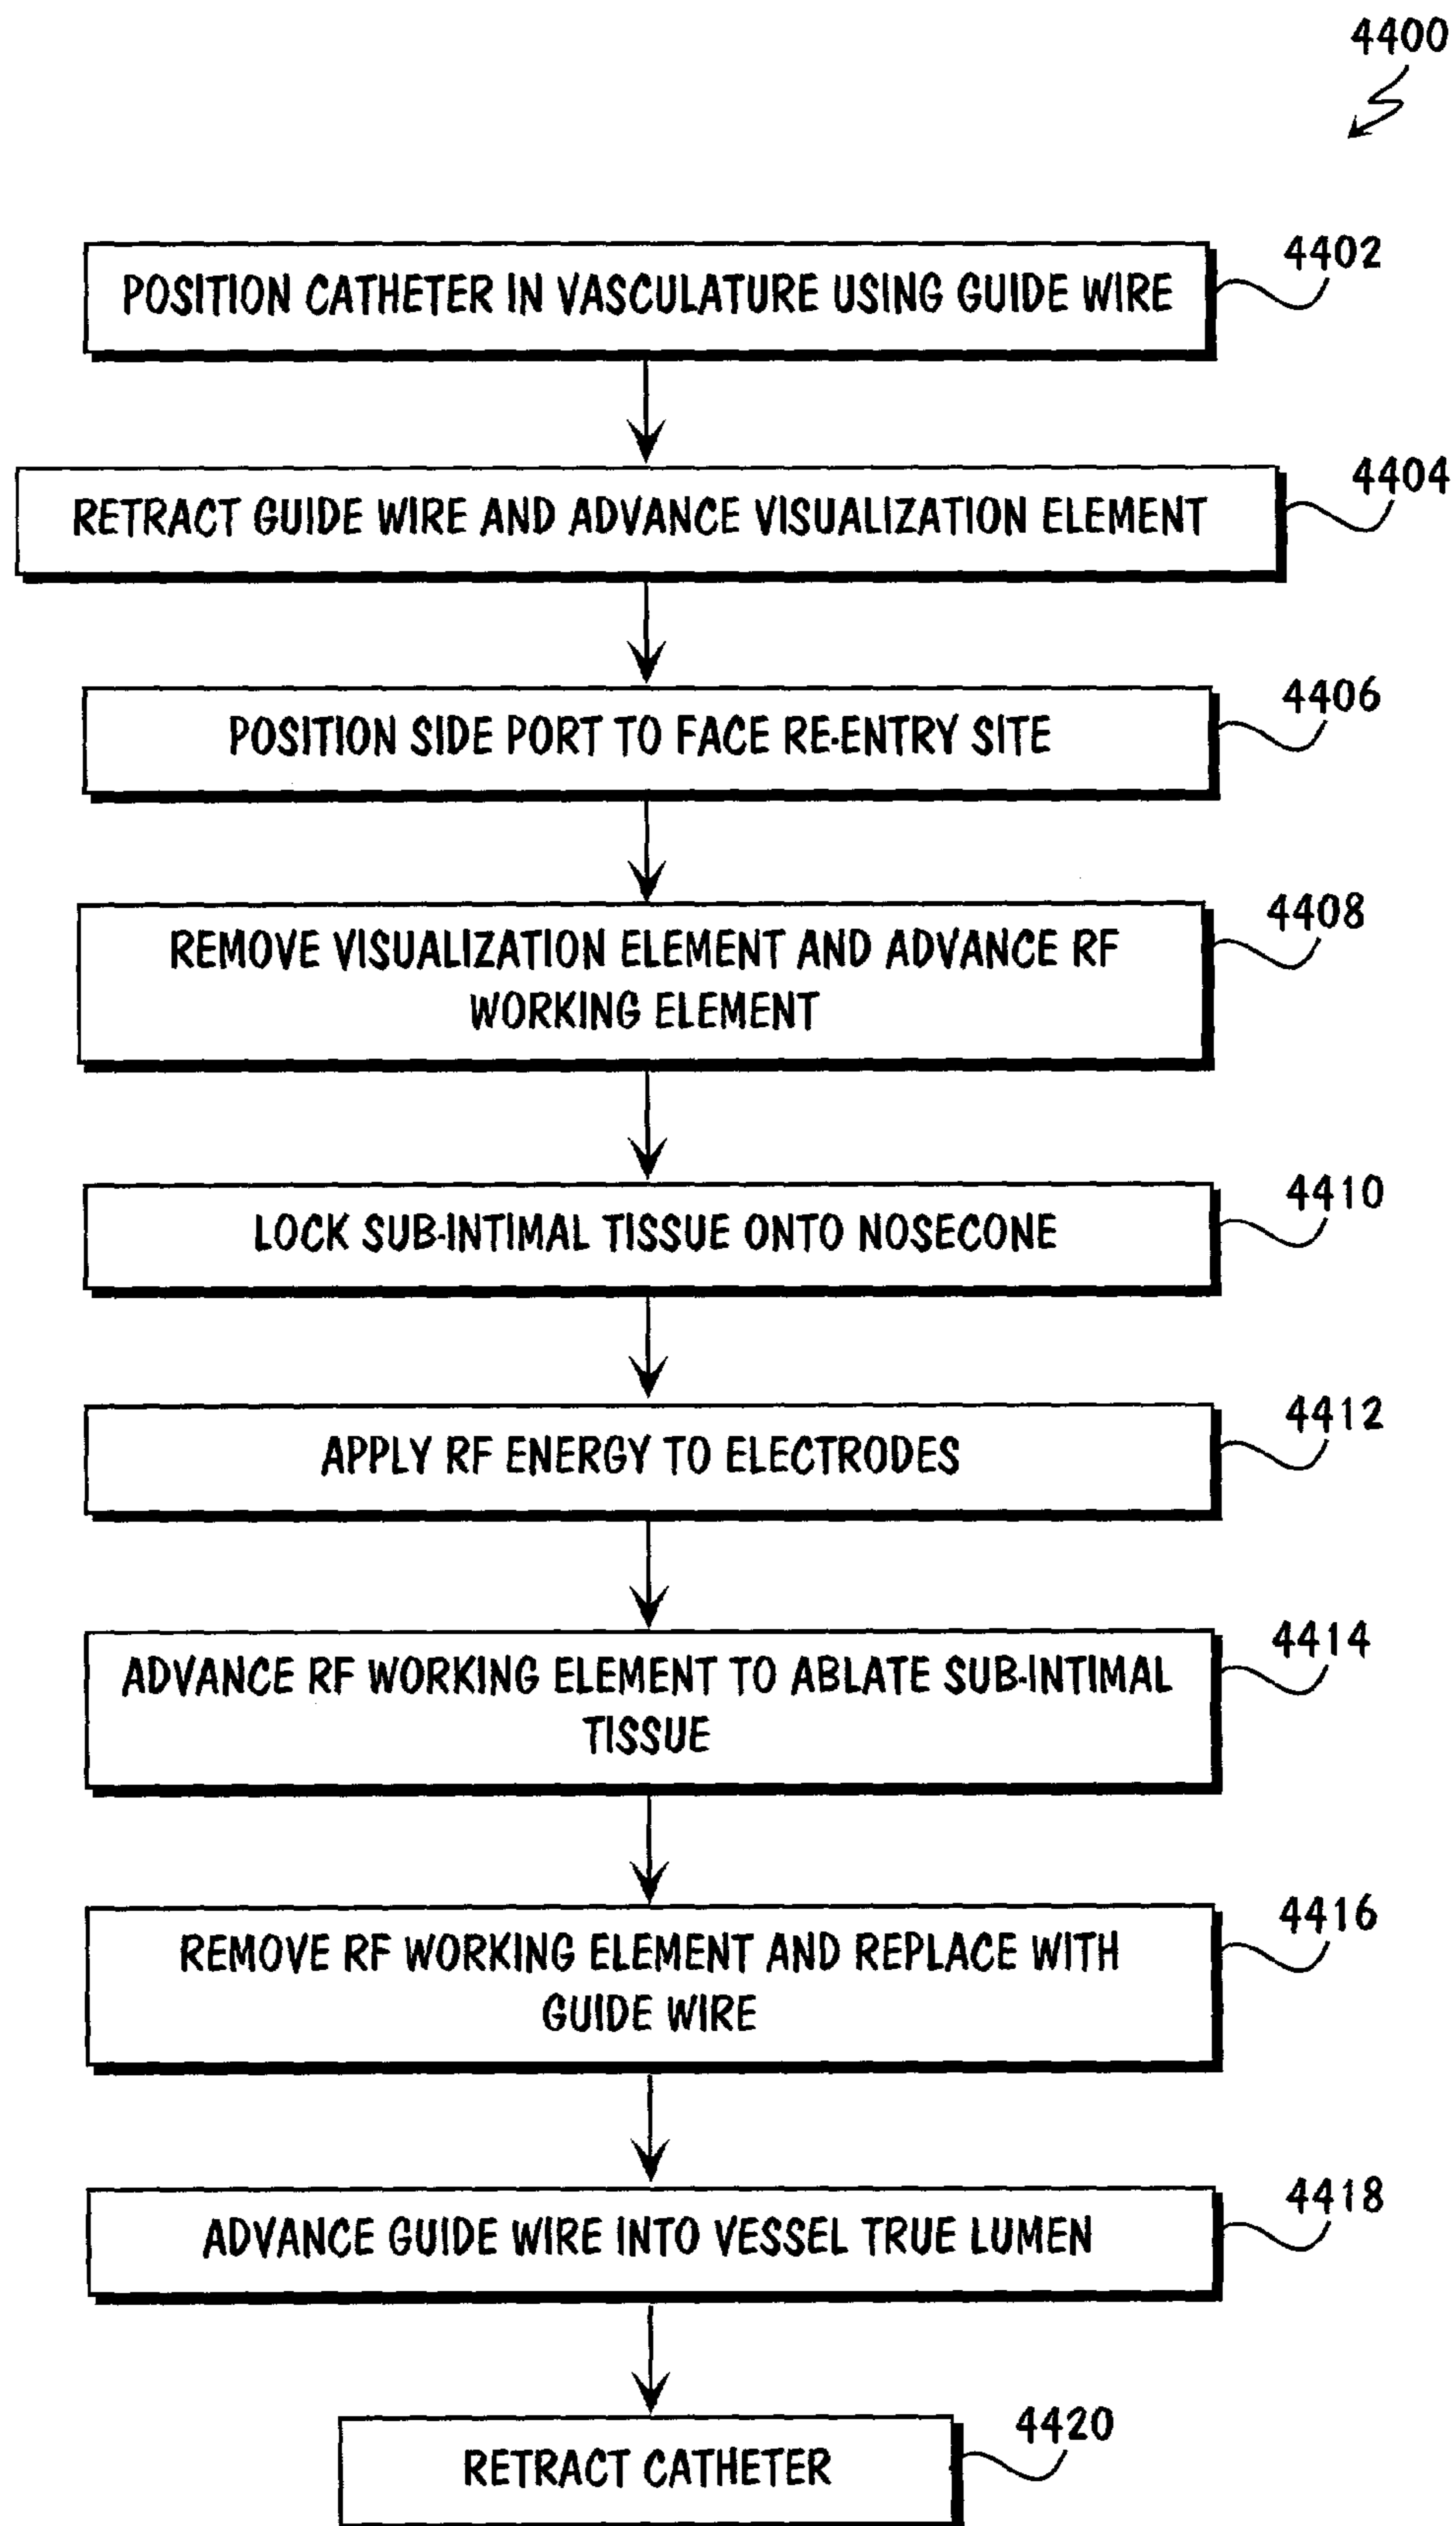 4400
POSITION CATHETER IN VASCULATURE USING GUIDE WIRE
4402
RETRACT GUIDE WIRE AND ADVANCE VISUALIZATION ELEMENT
4404
POSITION SIDE PORT TO FACE RE-ENTRY SITE
4406
REMOVE VISUALIZATION ELEMENT AND ADVANCE RF
WORKING ELEMENT
4408
LOCK SUB-INTIMAL TISSUE ONTO NOSECONE
4410
APPLY RF ENERGY TO ELECTRODES
4412
ADVANCE RF WORKING ELEMENT TO ABLATE SUB-INTIMAL
TISSUE
4414
REMOVE RF WORKING ELEMENT AND REPLACE WITH
GUIDE WIRE
4416
ADVANCE GUIDE WIRE INTO VESSEL TRUE LUMEN
4418
RETRACT CATHETER
4420